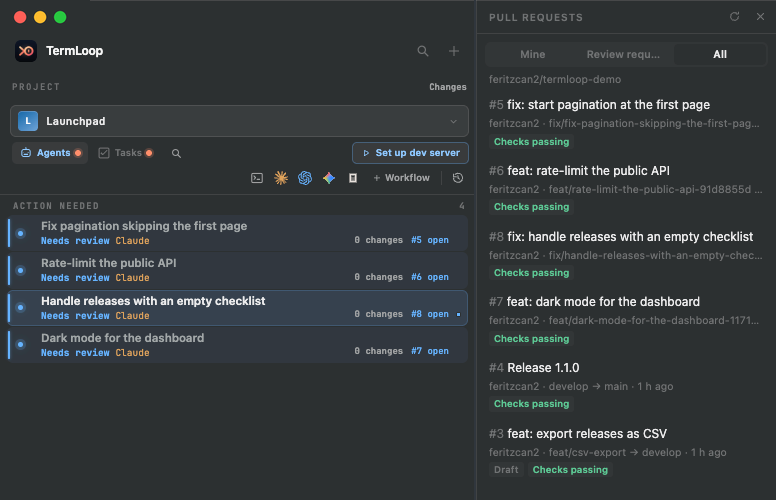 TermLoop
PROJECT
Changes
L
Launchpad
Agents
Tasks
Set up dev server
+ Workflow
ACTION NEEDED
4
Fix pagination skipping the first page
Needs review Claude
0 changes #5 open
Rate-limit the public API
Needs review Claude
0 changes #6 open
Handle releases with an empty checklist
Needs review Claude
0 changes #8 open
Dark mode for the dashboard
Needs review Claude
0 changes #7 open
PULL REQUESTS
Mine
Review requ...
All
feritzcan2/termloop-demo
#5 fix: start pagination at the first page
feritzcan2 · fix/fix-pagination-skipping-the-first-pag...
Checks passing
#6 feat: rate-limit the public API
feritzcan2 · feat/rate-limit-the-public-api-91d8855d ...
Checks passing
#8 fix: handle releases with an empty checklist
feritzcan2 · fix/handle-releases-with-an-empty-chec...
Checks passing
#7 feat: dark mode for the dashboard
feritzcan2 · feat/dark-mode-for-the-dashboard-1171...
Checks passing
#4 Release 1.1.0
feritzcan2 · develop → main · 1 h ago
Checks passing
#3 feat: export releases as CSV
feritzcan2 · feat/csv-export → develop · 1 h ago
Draft
Checks passing